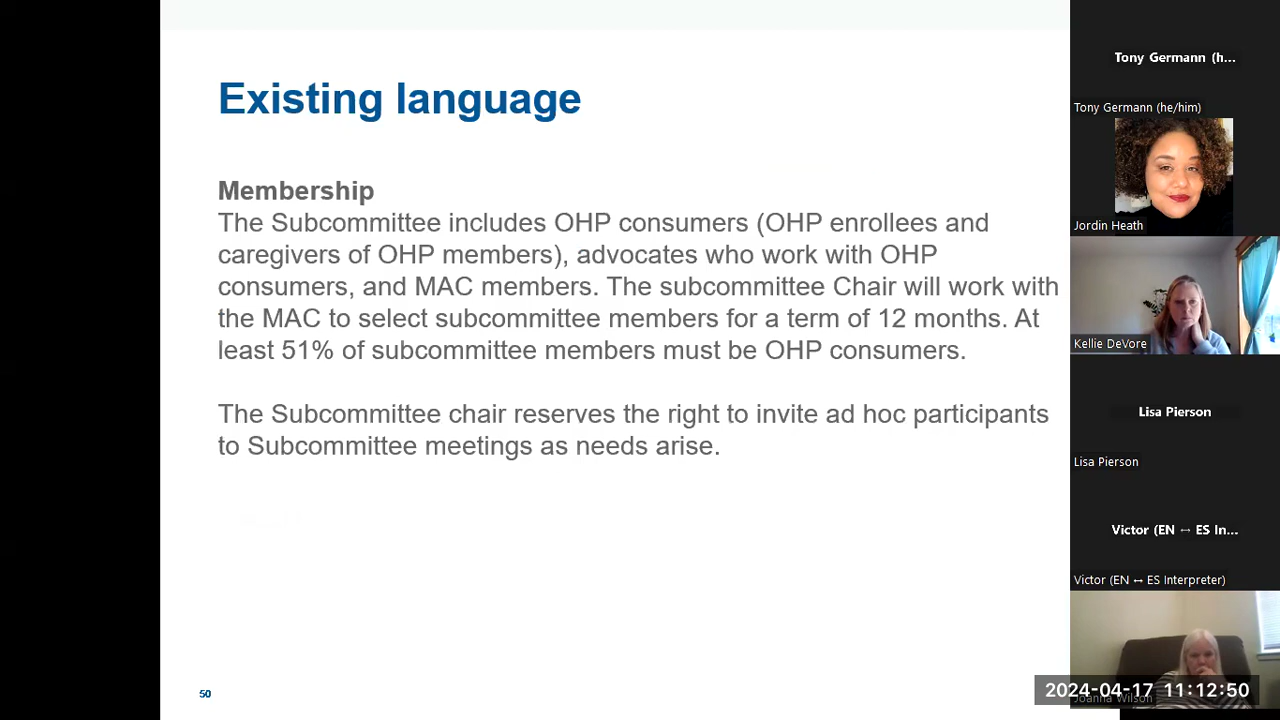 Existing language
Membership
The Subcommittee includes OHP consumers (OHP enrollees and
caregivers of OHP members), advocates who work with OHP
consumers, and MAC members. The subcommittee Chair will work with
the MAC to select subcommittee members for a term of 12 months. At
least 51% of subcommittee members must be OHP consumers.
The Subcommittee chair reserves the right to invite ad hoc participants
to Subcommittee meetings as needs arise.
50
Tony Germann (h...
Tony Germann (he/him)
Jordin Heath
Kellie DeVore
Lisa Pierson
Lisa Pierson
Victor (EN ↔ ES In...
Victor (EN ↔ ES Interpreter)
2024-04-17 11:12:50
Joanna Wilson